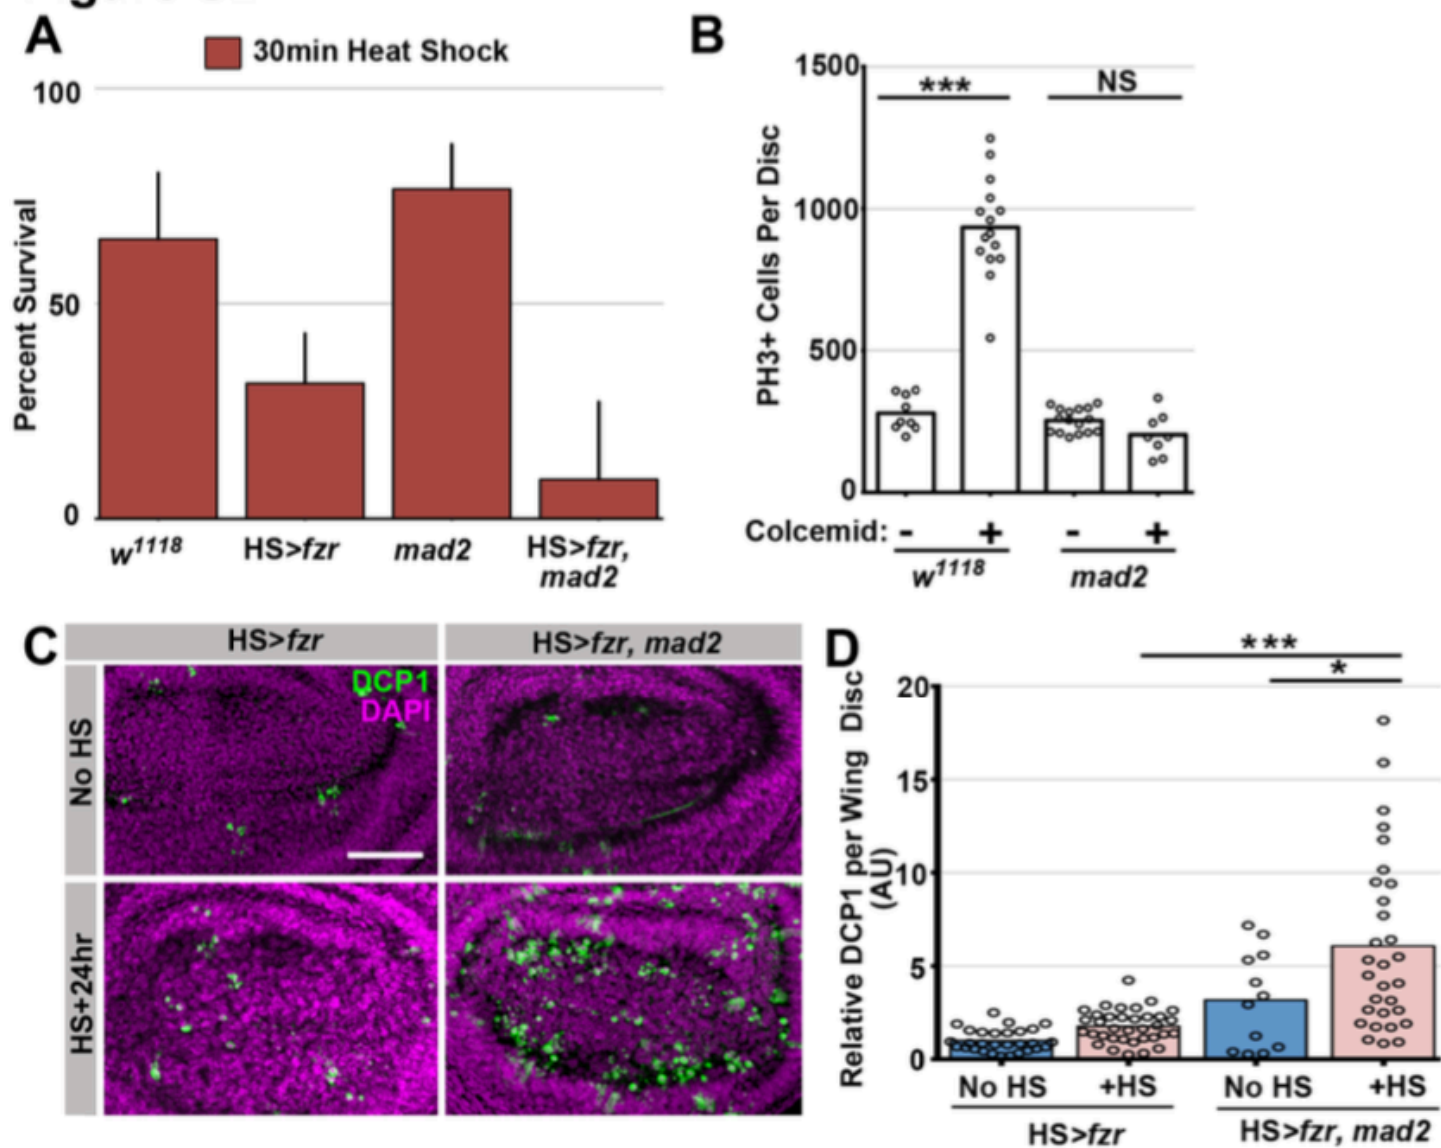 A
30min Heat Shock
100
50
0
Percent Survival
w1118
HS>fzr
mad2
HS>fzr,
mad2
B
1500
1000
500
0
PH3+ Cells Per Disc
***
NS
Colcemid: - + - +
w1118
mad2
C
HS>fzr
HS>fzr, mad2
No HS
DCP1
DAPI
HS+24hr
D
***
*
20
15
10
5
0
Relative DCP1 per Wing Disc
(AU)
No HS +HS No HS +HS
HS>fzr
HS>fzr, mad2